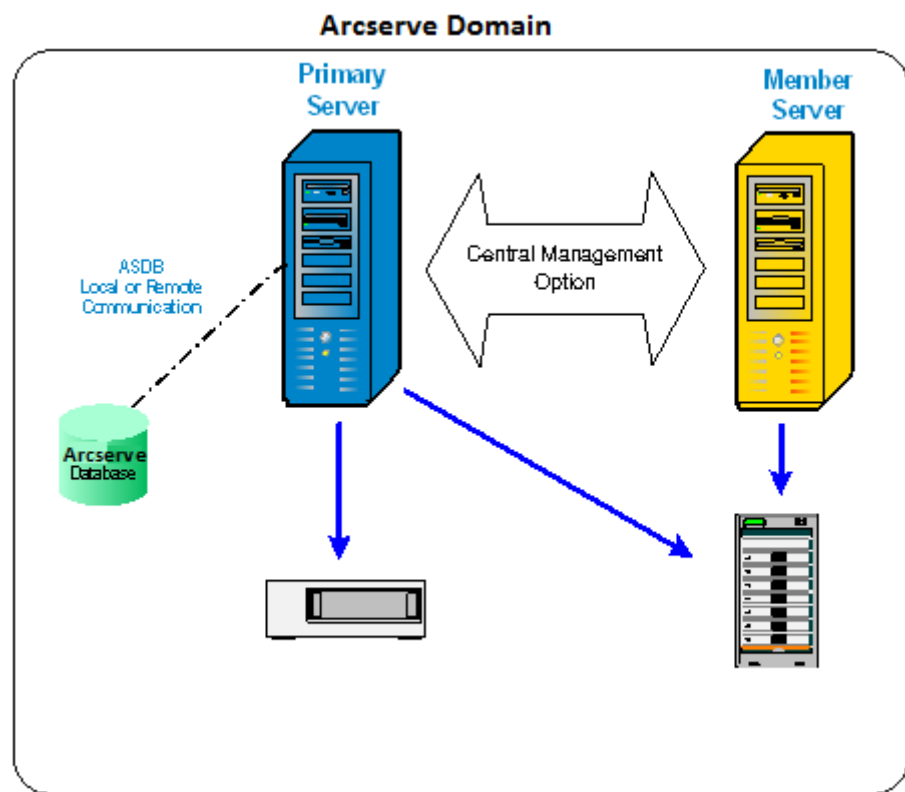 Arcserve Domain
Primary
Server
Member
Server
Central Management
Option
ASDB
Local or Remote
Communication
Arcserve
Database